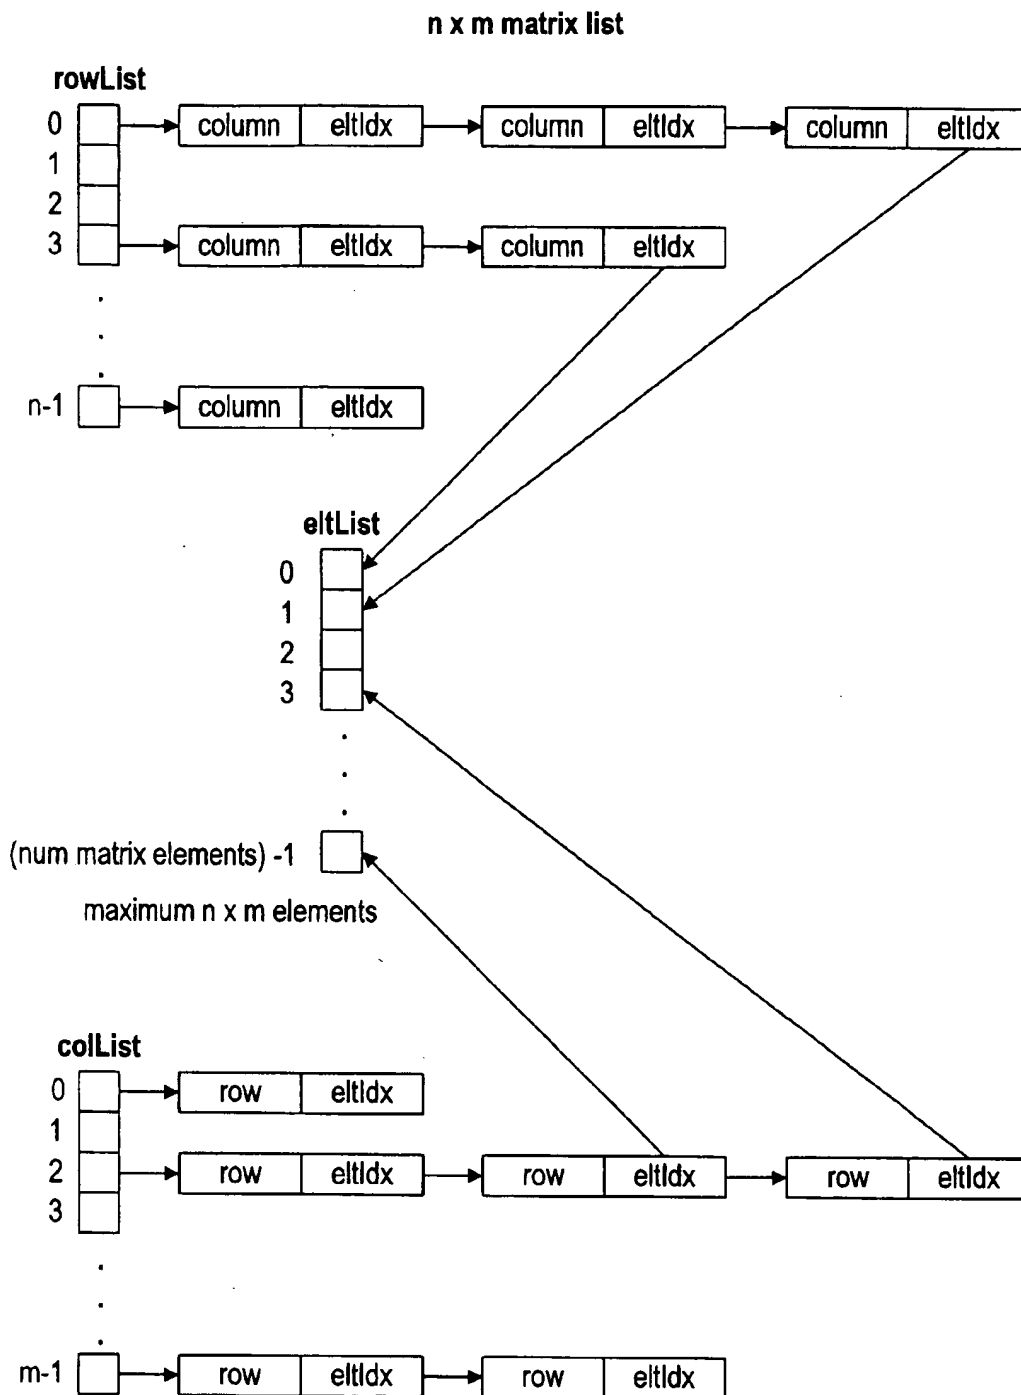 n x m matrix list
rowList
0 column eltIdx column eltIdx column eltIdx
1
2
3 column eltIdx column eltIdx
n-1 column eltIdx
eltList
0
1
2
3
(num matrix elements) -1
maximum n x m elements
colList
0 row eltIdx
1
2 row eltIdx row eltIdx row eltIdx
3
m-1 row eltIdx row eltIdx